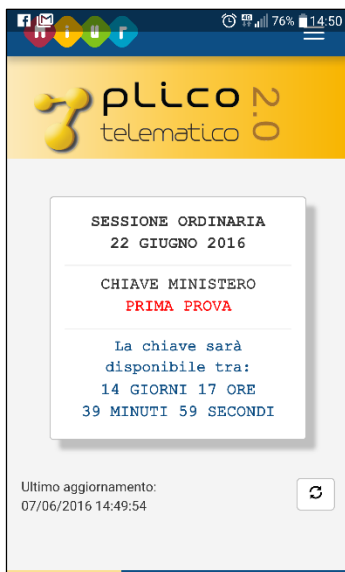 76% 14:50
miur
plico
telematico
2.0
SESSIONE ORDINARIA
22 GIUGNO 2016
CHIAVE MINISTERO
PRIMA PROVA
La chiave sarà
disponibile tra:
14 GIORNI 17 ORE
39 MINUTI 59 SECONDI
Ultimo aggiornamento:
07/06/2016 14:49:54